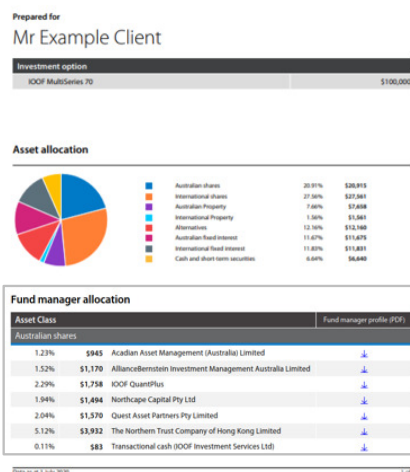 Prepared for
Mr Example Client
Investment option
IOOF MultiSeries 70 $100,000
Asset allocation
Australian shares 20.91% $20,915
International shares 27.56% $27,561
Australian Property 7.66% $7,658
International Property 1.56% $1,561
Alternatives 12.16% $12,160
Australian fixed interest 11.67% $11,675
International fixed interest 11.83% $11,831
Cash and short-term securities 6.64% $6,640
Fund manager allocation
Asset Class Fund manager profile (PDF)
Australian shares
1.23% $945 Acadian Asset Management (Australia) Limited
1.52% $1,170 AllianceBernstein Investment Management Australia Limited
2.29% $1,758 IOOF QuantPlus
1.94% $1,494 Northcape Capital Pty Ltd
2.04% $1,570 Quest Asset Partners Pty Limited
5.12% $3,932 The Northern Trust Company of Hong Kong Limited
0.11% $83 Transactional cash (IOOF Investment Services Ltd)